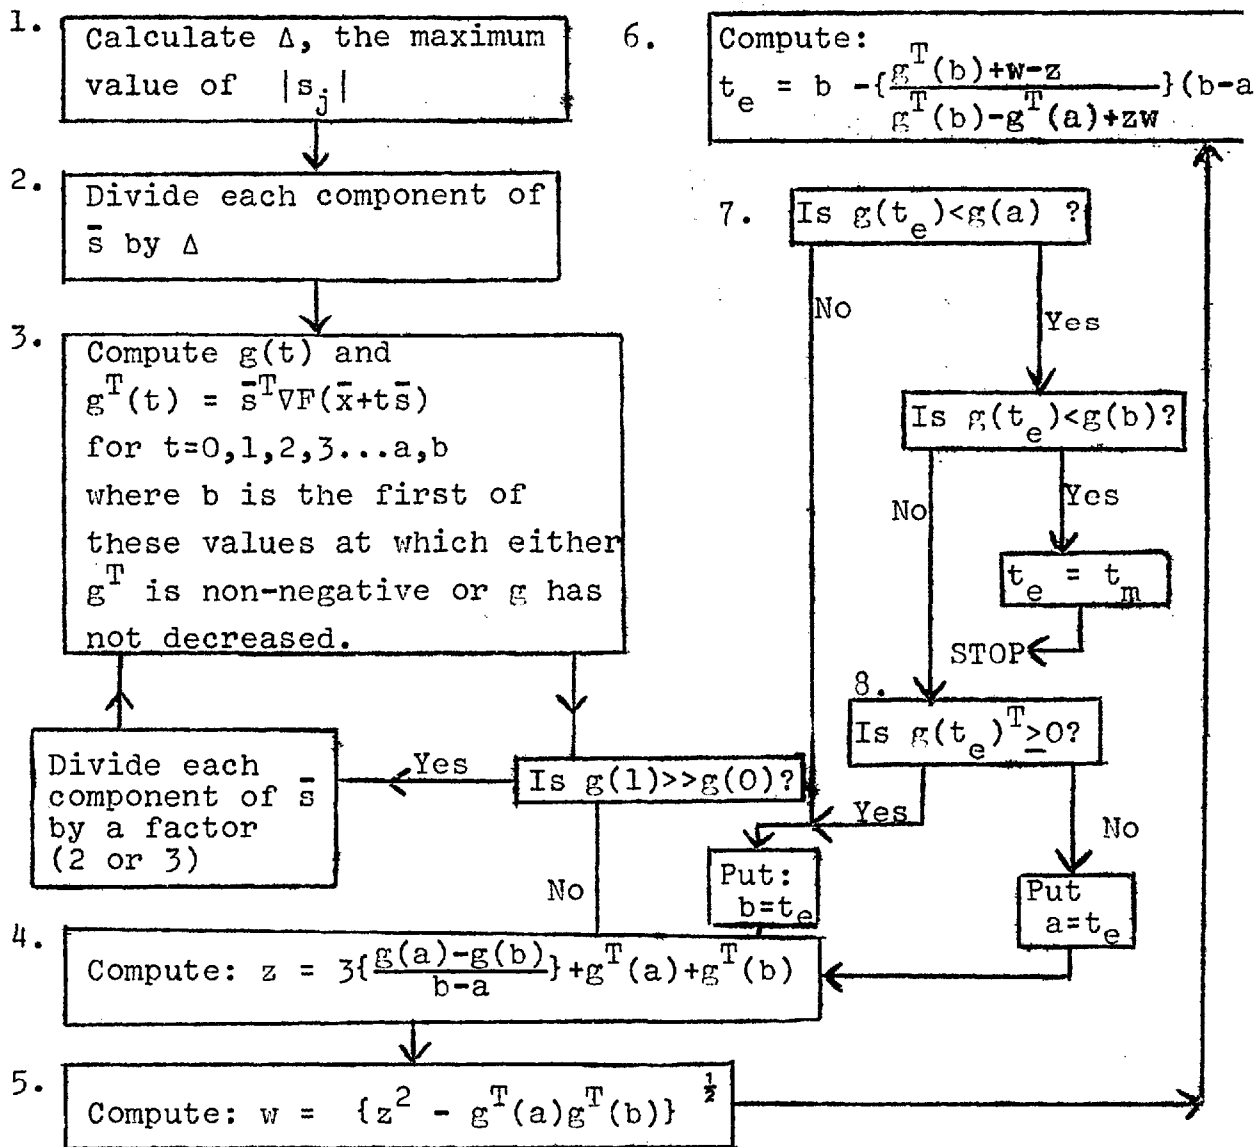 1.
Calculate Δ, the maximum
value of |s_j|
2.
Divide each component of
s̄ by Δ
3.
Compute g(t) and
g^T(t) = s̄^T∇F(x̄+ts̄)
for t=0,1,2,3...a,b
where b is the first of
these values at which either
g^T is non-negative or g has
not decreased.
Divide each
component of s̄
by a factor
(2 or 3)
Yes
Is g(1)>>g(0)?
No
4.
Compute: z = 3{(g(a)-g(b))/(b-a)}+g^T(a)+g^T(b)
5.
Compute: w = {z^2 - g^T(a)g^T(b)}^½
6.
Compute:
t_e = b -{(g^T(b)+w-z)/(g^T(b)-g^T(a)+zw)}(b-a
7.
Is g(t_e)<g(a) ?
No
Yes
Is g(t_e)<g(b)?
No
Yes
t_e = t_m
STOP
8.
Is g(t_e)^T≥0?
Yes
No
Put:
b=t_e
Put
a=t_e